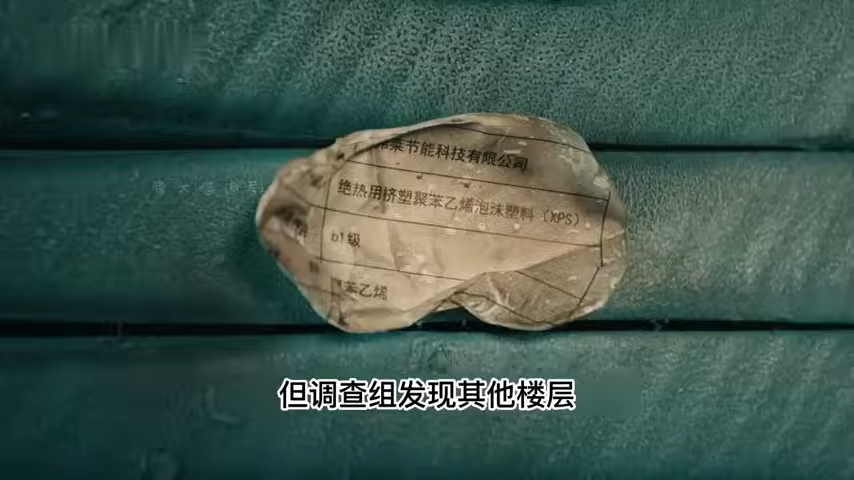 菜节能科技有限公司
绝热用挤塑聚苯乙烯泡沫塑料（XPS）
b1级
苯乙烯
但调查组发现其他楼层